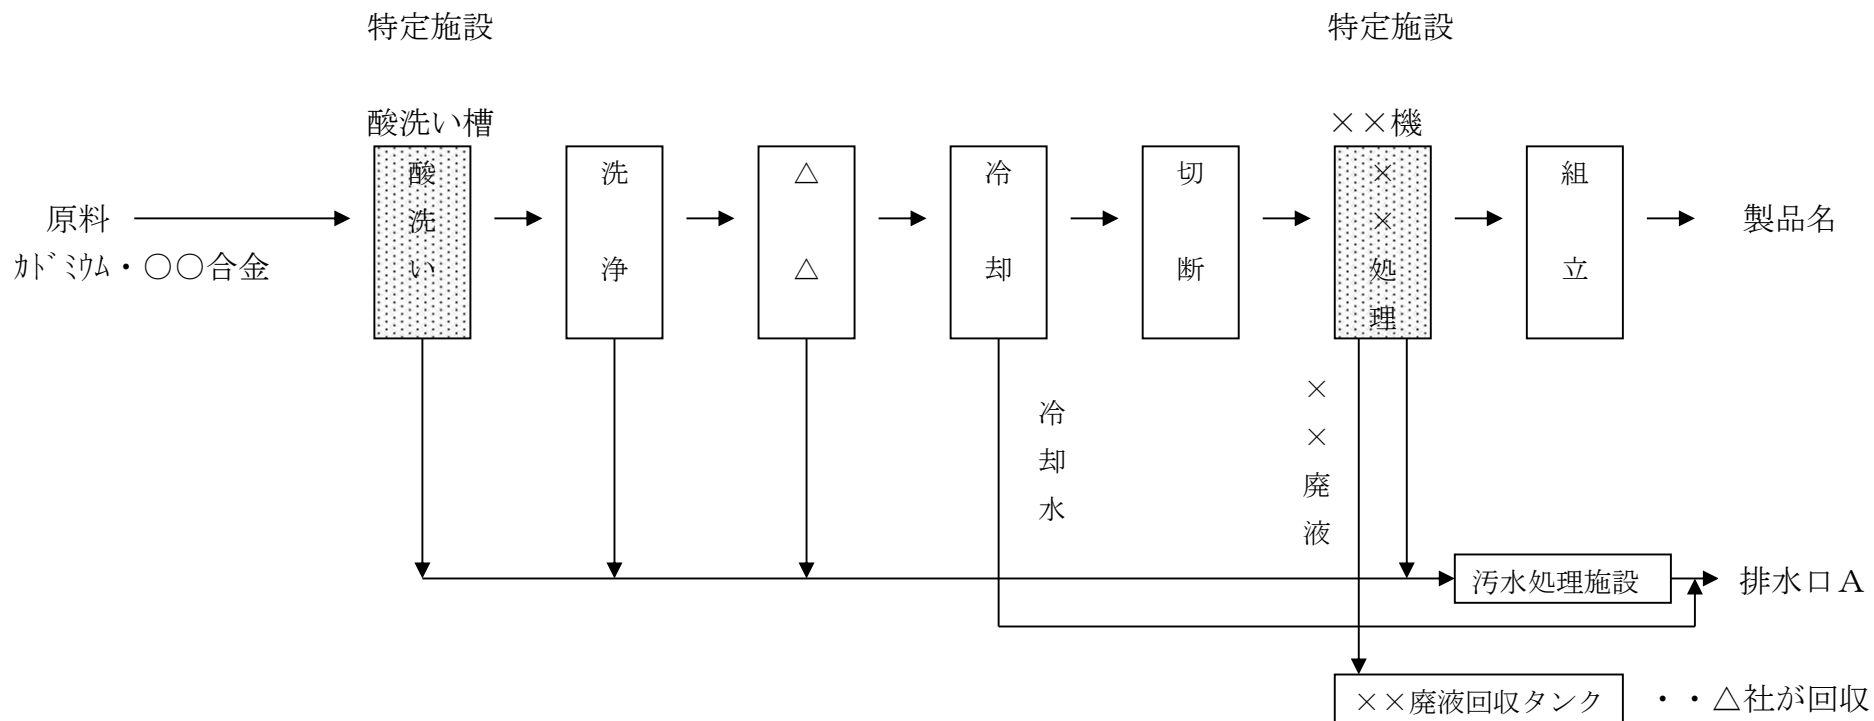 特定施設
特定施設
酸洗い槽
××機
酸洗い
洗浄
△△
冷却
切断
××処理
組立
原料
製品名
ｶﾄﾞﾐｳﾑ・○○合金
冷却水
××廃液
汚水処理施設
排水口Ａ
××廃液回収タンク
・・△社が回収